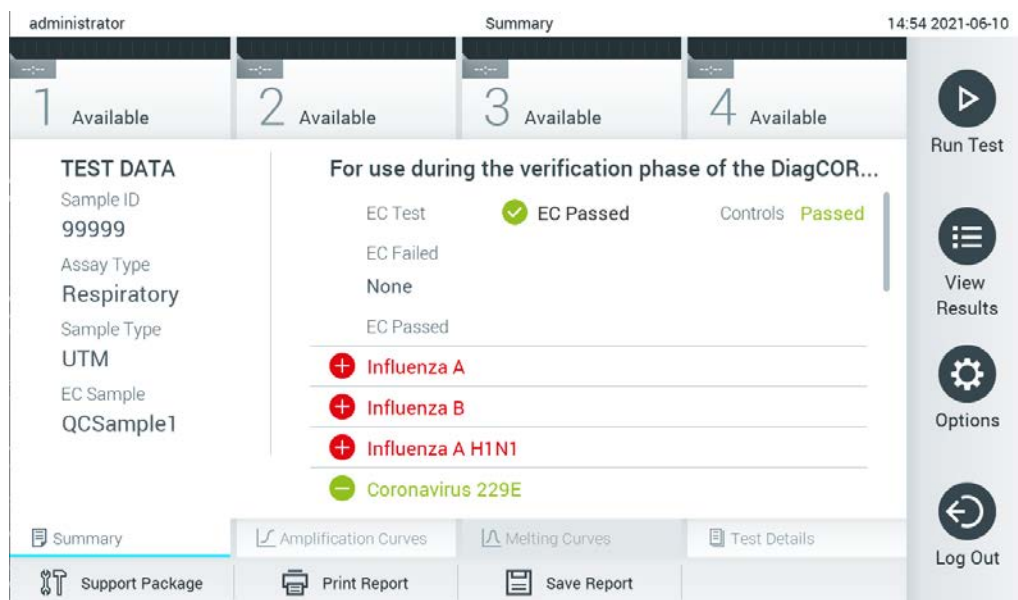 administrator
Summary
14:54 2021-06-10
--:--
1 Available
--:--
2 Available
--:--
3 Available
--:--
4 Available
Run Test
View
Results
Options
Log Out
TEST DATA
Sample ID
99999
Assay Type
Respiratory
Sample Type
UTM
EC Sample
QCSample1
For use during the verification phase of the DiagCOR...
EC Test EC Passed Controls Passed
EC Failed
None
EC Passed
Influenza A
Influenza B
Influenza A H1N1
Coronavirus 229E
Summary
Amplification Curves
Melting Curves
Test Details
Support Package
Print Report
Save Report